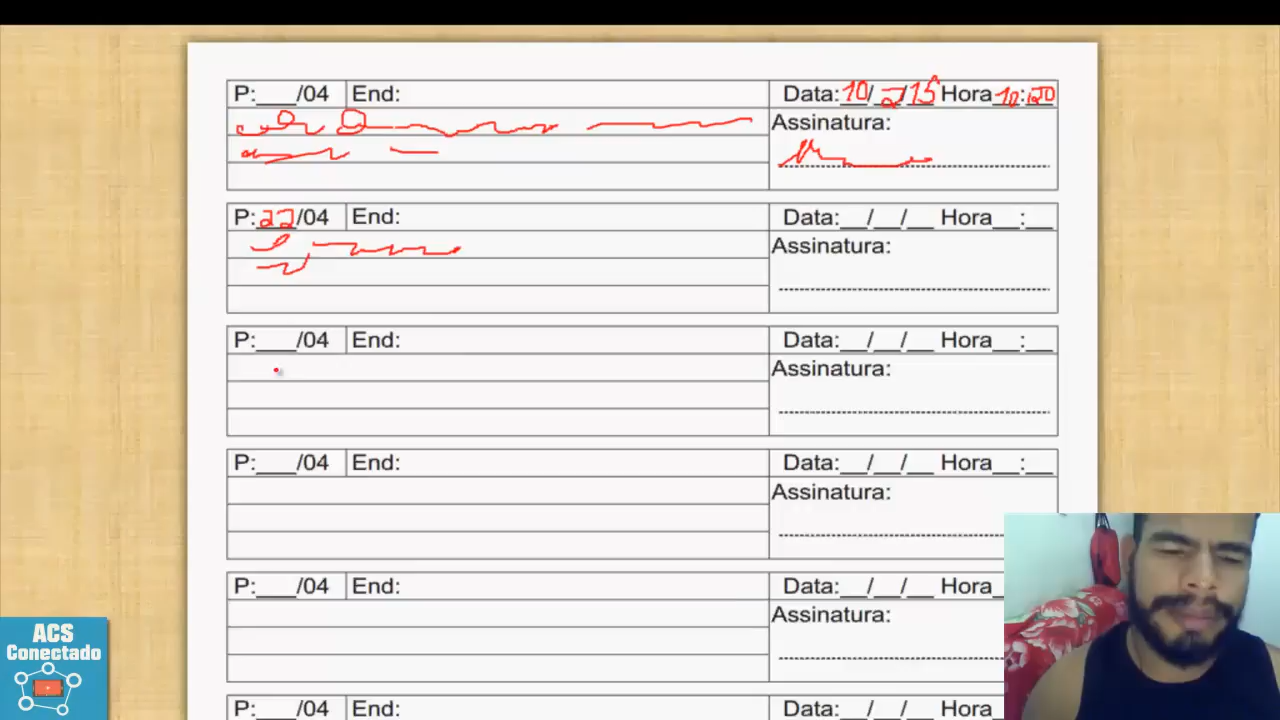 P:___/04 End: Data:10/2/15 Hora 10:20
Assinatura:
P:22/04 End: Data:__/__/__ Hora__:__
Assinatura:
P:___/04 End: Data:__/__/__ Hora__:__
Assinatura:
P:___/04 End: Data:__/__/__ Hora__:__
Assinatura:
P:___/04 End: Data:__/__/__ Hora__
Assinatura:
P:___/04 End: Data:__/__/__ Hora__
ACS
Conectado